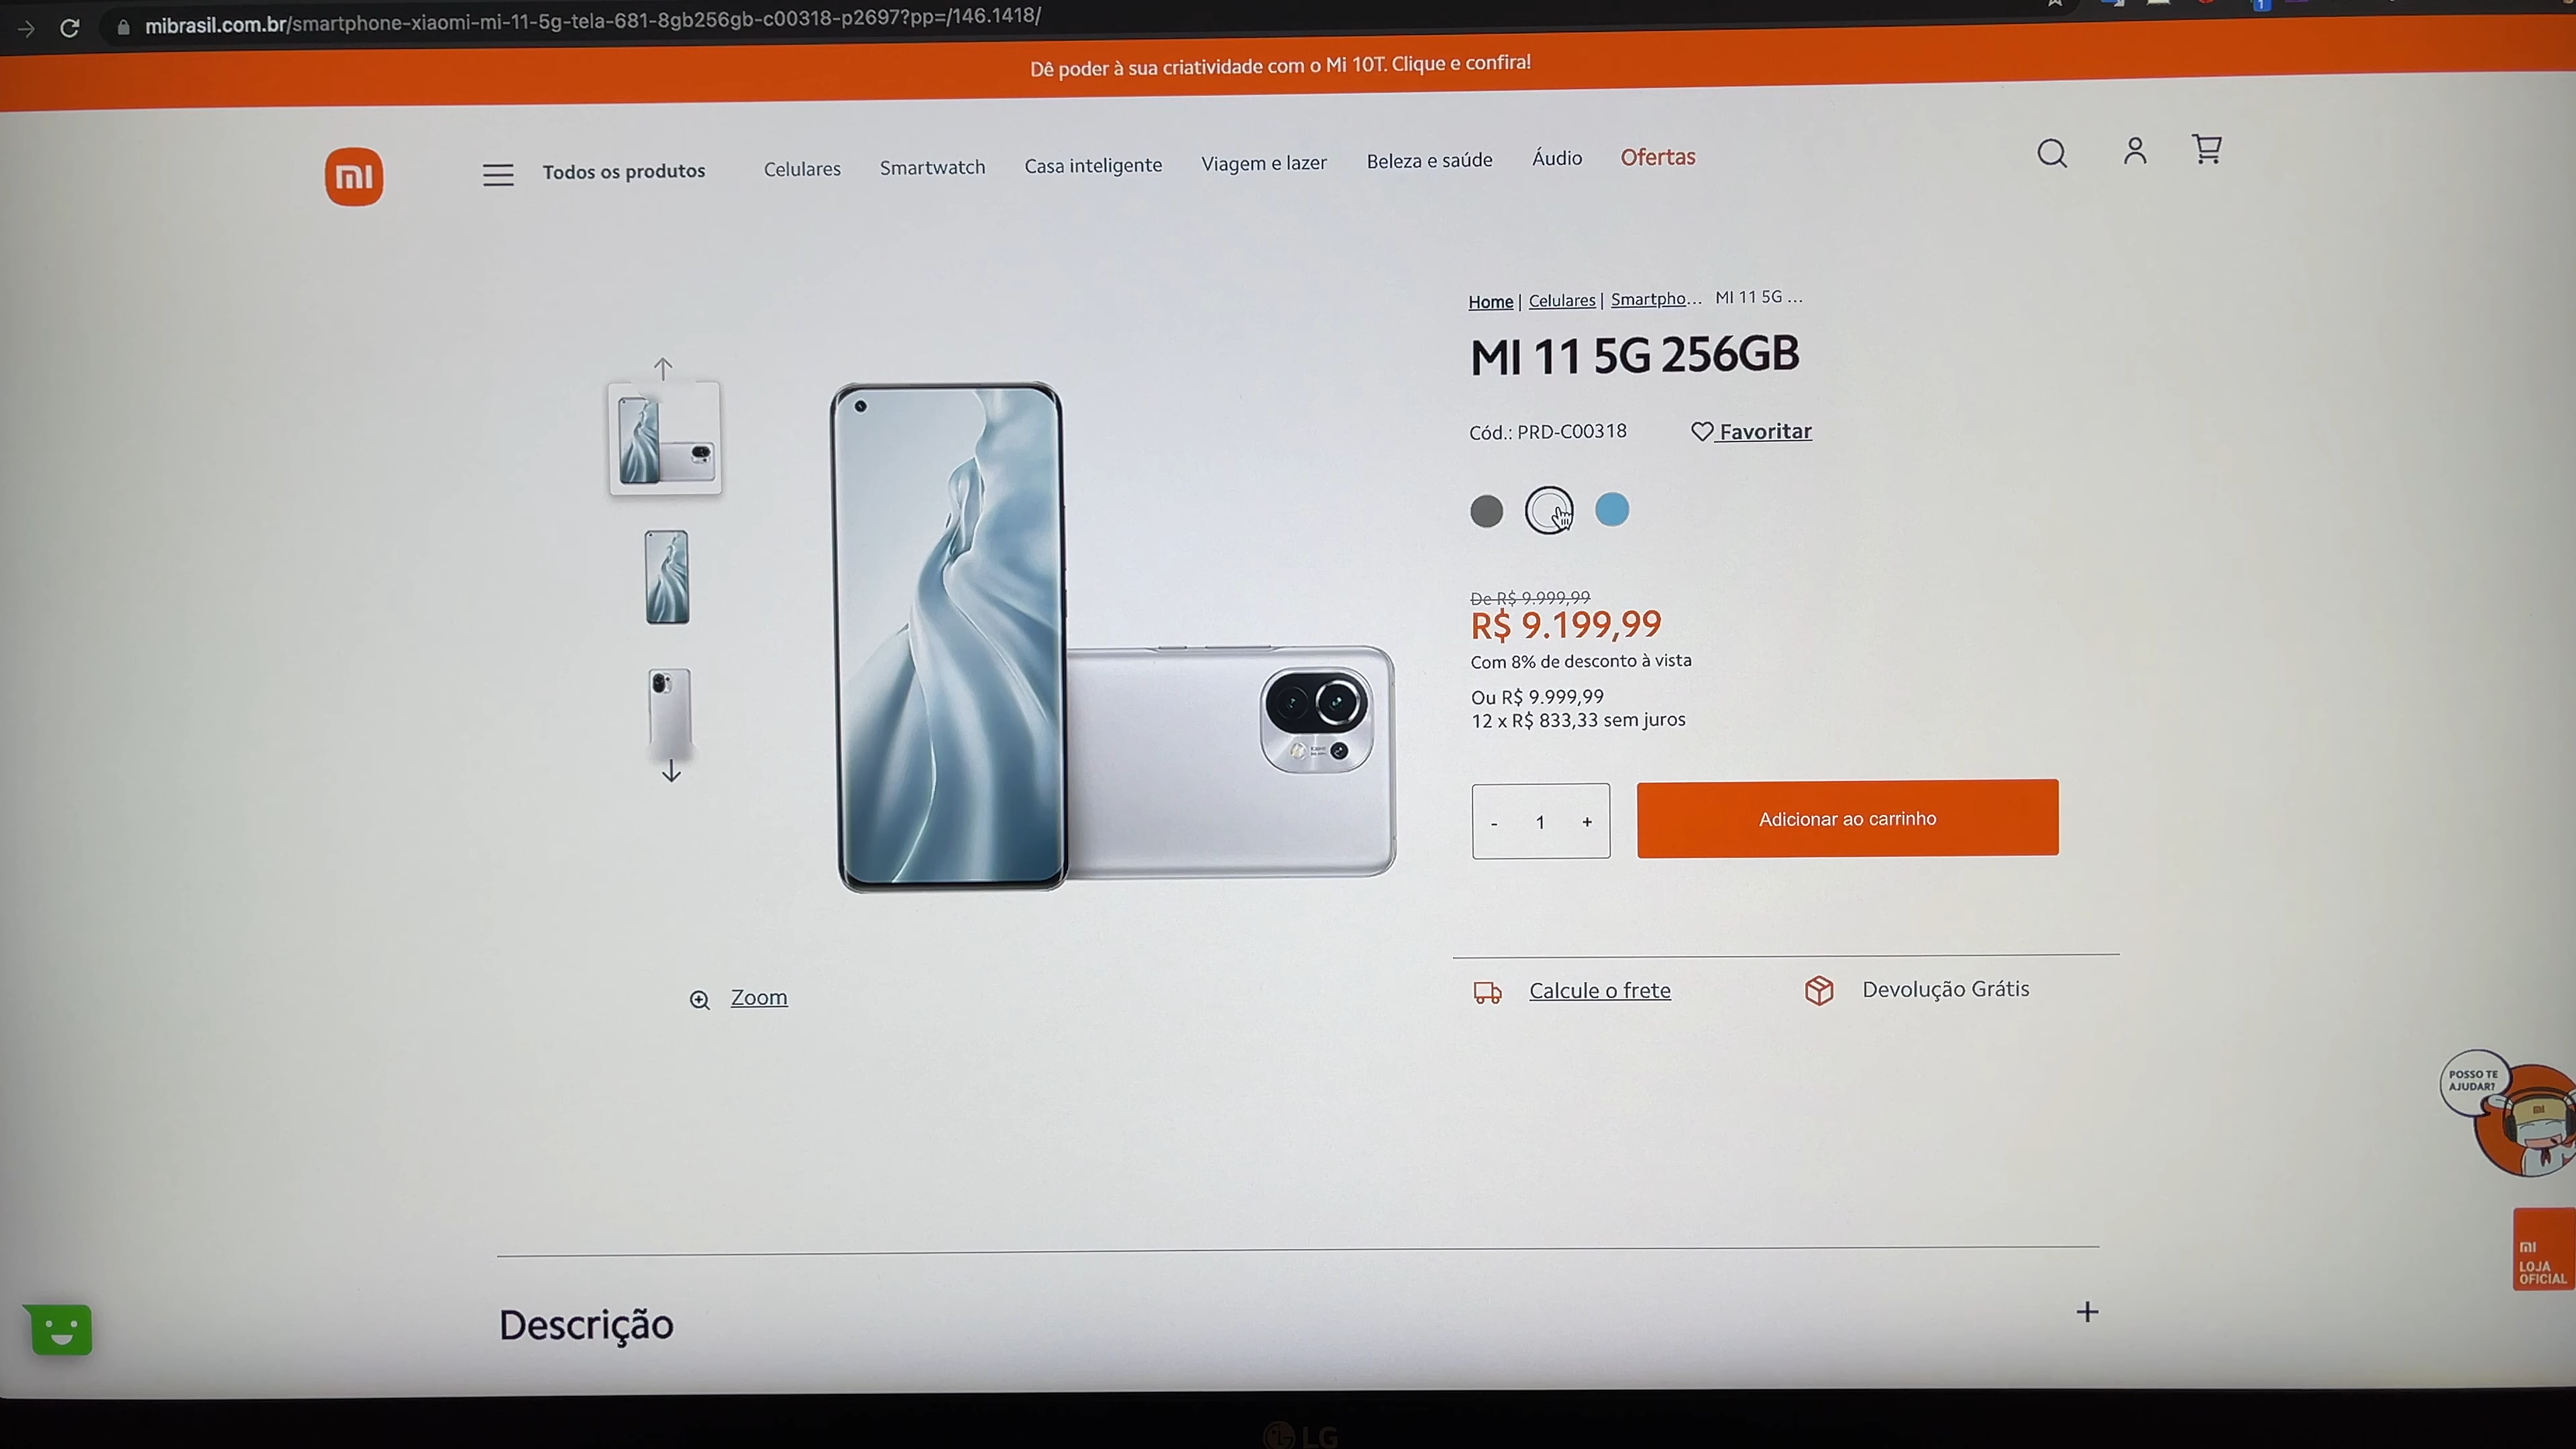 mibrasil.com.br/smartphone-xiaomi-mi-11-5g-tela-681-8gb256gb-c00318-p2697?pp=/146.1418/
1
Dê poder à sua criatividade com o Mi 10T. Clique e confira!
mi
Todos os produtos
Celulares
Smartwatch
Casa inteligente
Viagem e lazer
Beleza e saúde
Áudio
Ofertas
Home | Celulares | Smartpho... MI 11 5G ...
MI 11 5G 256GB
Cód.: PRD-C00318
Favoritar
De R$ 9.999,99
R$ 9.199,99
Com 8% de desconto à vista
Ou R$ 9.999,99
12 x R$ 833,33 sem juros
- 1 +
Adicionar ao carrinho
Zoom
Calcule o frete
Devolução Grátis
POSSO TE
AJUDAR?
mi
mi
LOJA
OFICIAL
Descrição
+
LG